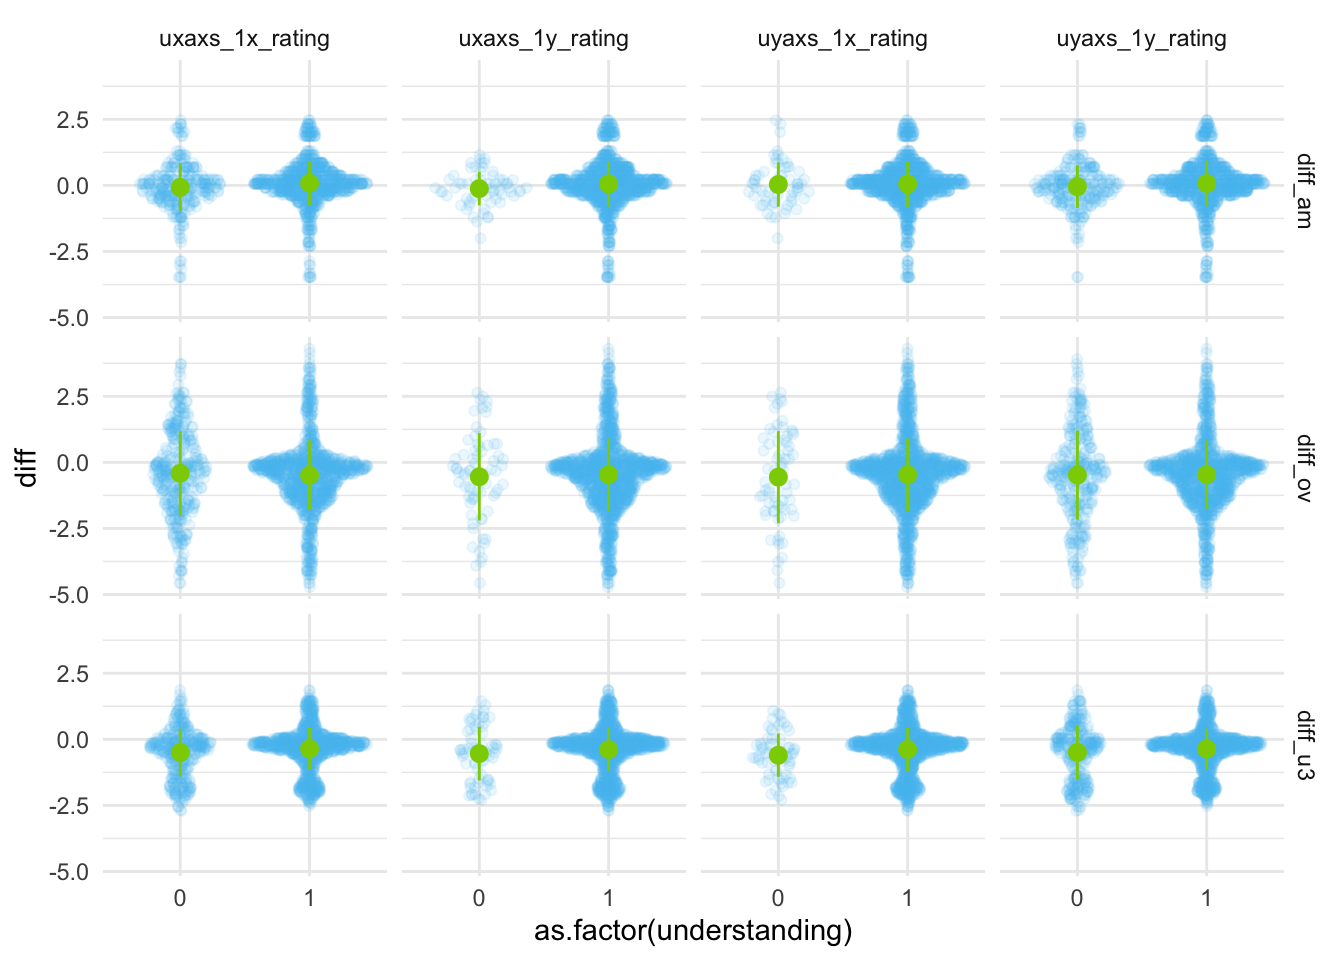 uxaxs_1x_rating uxaxs_1y_rating uyaxs_1x_rating uyaxs_1y_rating
2.5
0.0
-2.5
-5.0
diff_am
2.5
0.0
-2.5
-5.0
diff_ov
2.5
0.0
-2.5
-5.0
diff_u3
diff
0 1 0 1 0 1 0 1
as.factor(understanding)